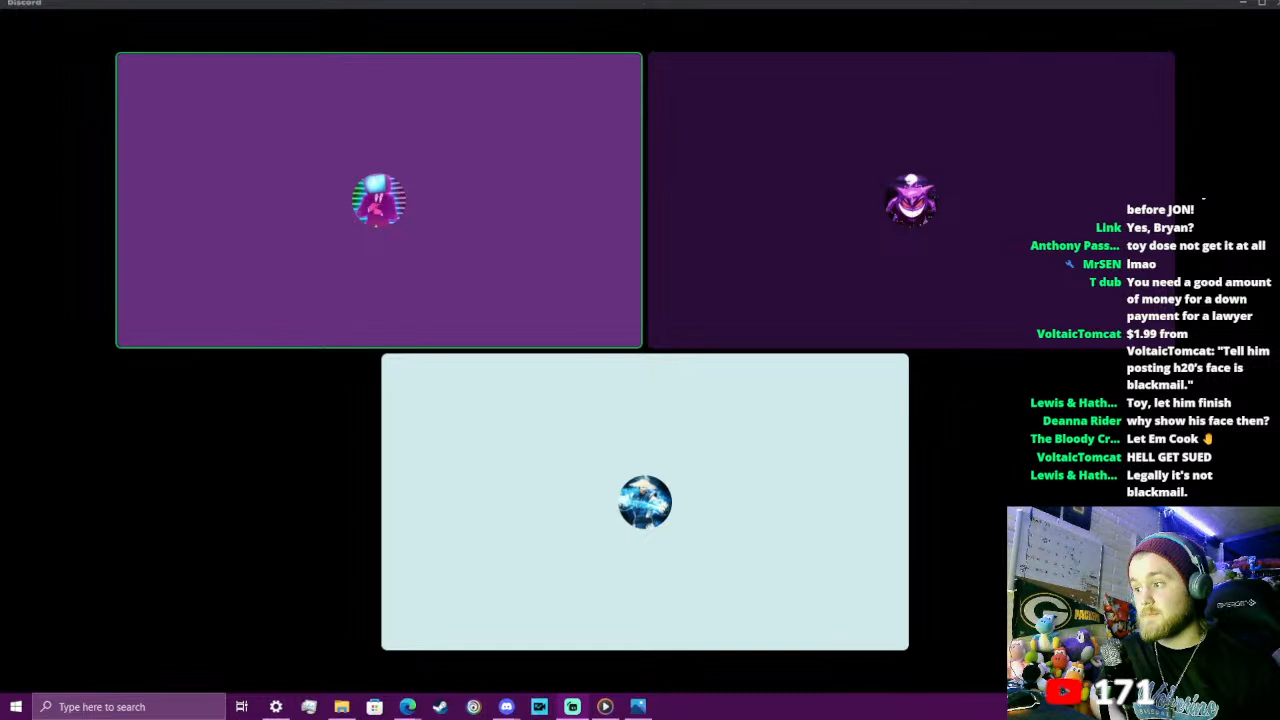 Discord
before JON!
Link Yes, Bryan?
Anthony Pass... toy dose not get it at all
MrSEN lmao
T dub You need a good amount
of money for a down
payment for a lawyer
VoltaicTomcat $1.99 from
VoltaicTomcat: "Tell him
posting h20's face is
blackmail."
Lewis & Hath... Toy, let him finish
Deanna Rider why show his face then?
The Bloody Cr... Let Em Cook 🤚
VoltaicTomcat HELL GET SUED
Lewis & Hath... Legally it's not
blackmail.
PACKERS
171
Wolverine
Type here to search